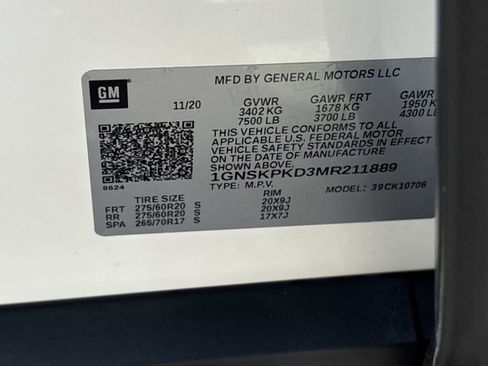 GM
MFD BY GENERAL MOTORS LLC
11/20 GVWR GAWR FRT GAWR
3402 KG 1678 KG 1950
7500 LB 3700 LB 4300 LB
THIS VEHICLE CONFORMS TO ALL
APPLICABLE U.S. FEDERAL MOTOR
VEHICLE SAFETY STANDARDS IN EFFECT
ON THE DATE OF MANUFACTURE
8624 1GNSKPKD3MR211889
TYPE: M.P.V. MODEL: 39CK10706
TIRE SIZE RIM
FRT 275/60R20 S 20X9J
RR 275/60R20 S 20X9J
SPA 265/70R17 S 17X7J